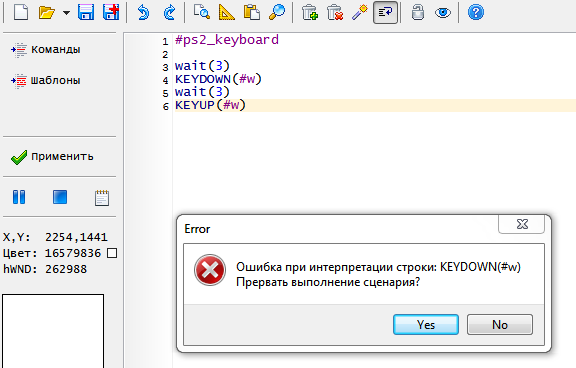 Команды
Шаблоны
Применить
X,Y: 2254,1441
Цвет: 16579836
hWND: 262988
1 #ps2_keyboard
2
3 wait(3)
4 KEYDOWN(#w)
5 wait(3)
6 KEYUP(#w)
Error
Ошибка при интерпретации строки: KEYDOWN(#w)
Прервать выполнение сценария?
Yes
No